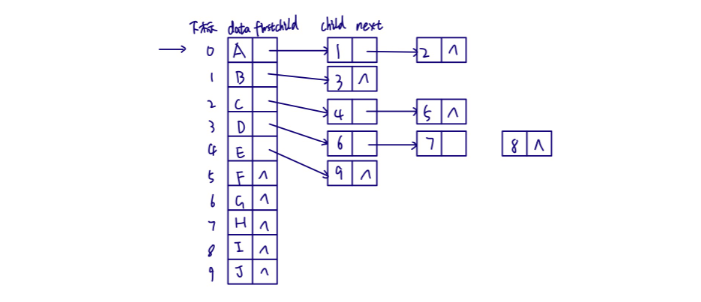 下标 data firstchild child next
0 A 1 2 ∧
1 B 3 ∧
2 C 4 5 ∧
3 D 6 7 8 ∧
4 E 9 ∧
5 F ∧
6 G ∧
7 H ∧
8 I ∧
9 J ∧